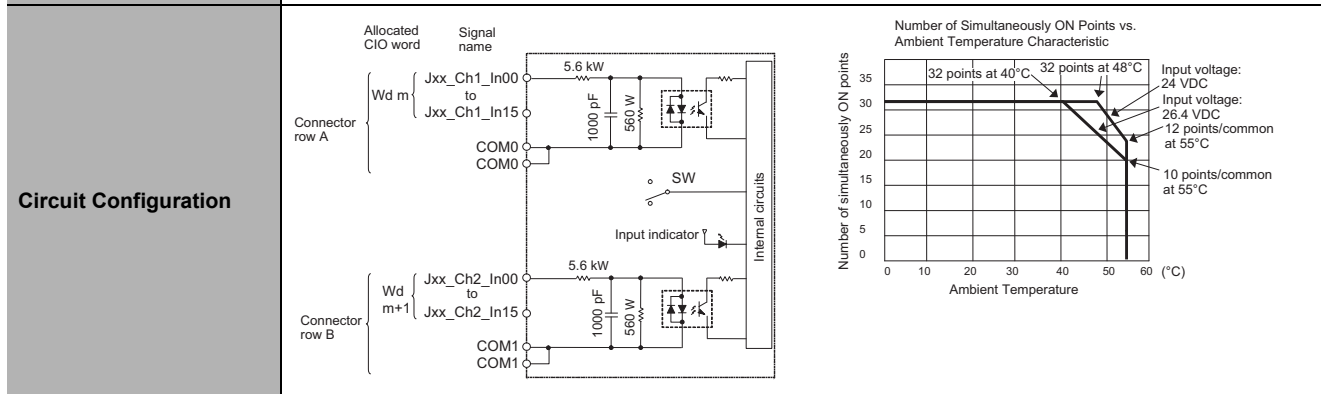 Circuit Configuration
Allocated
CIO word
Signal
name
Connector
row A
Wd m
Jxx_Ch1_In00
to
Jxx_Ch1_In15
COM0
COM0
5.6 kW
1000 pF
560 W
SW
Input indicator
Internal circuits
Connector
row B
Wd
m+1
Jxx_Ch2_In00
to
Jxx_Ch2_In15
COM1
COM1
5.6 kW
1000 pF
560 W
Number of Simultaneously ON Points vs.
Ambient Temperature Characteristic
Number of simultaneously ON points
35
30
25
20
15
10
5
0
0 10 20 30 40 50 60 (°C)
Ambient Temperature
32 points at 40°C
32 points at 48°C
Input voltage:
24 VDC
Input voltage:
26.4 VDC
12 points/common
at 55°C
10 points/common
at 55°C